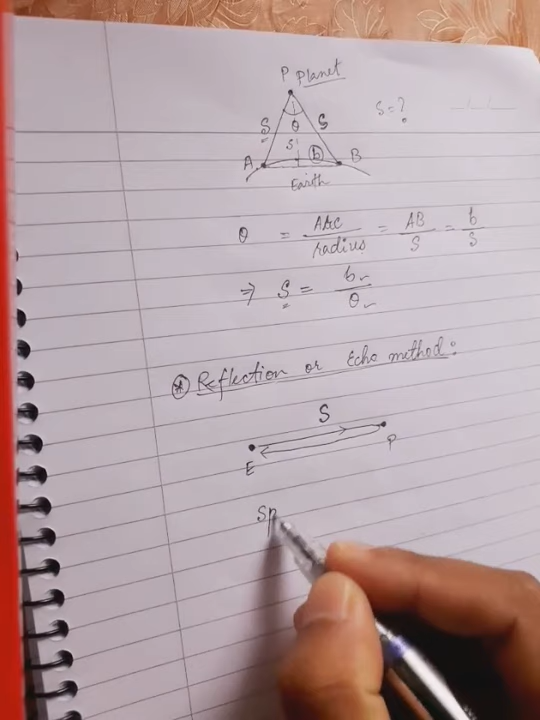 P Planet
S θ S S = ?
S
A b B
Earth
θ = Arc/radius = AB/S = b/S
⇒ S = b/θ
* Reflection or Echo method:
S
E P
Sp